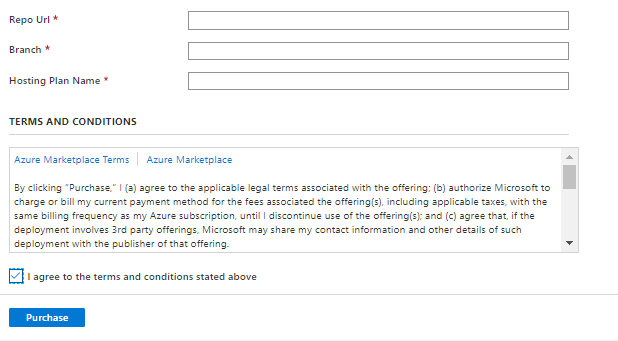 Repo Url *
Branch *
Hosting Plan Name *
TERMS AND CONDITIONS
Azure Marketplace Terms | Azure Marketplace
By clicking "Purchase," I (a) agree to the applicable legal terms associated with the offering; (b) authorize Microsoft to
charge or bill my current payment method for the fees associated the offering(s), including applicable taxes, with the
same billing frequency as my Azure subscription, until I discontinue use of the offering(s); and (c) agree that, if the
deployment involves 3rd party offerings, Microsoft may share my contact information and other details of such
deployment with the publisher of that offering.
I agree to the terms and conditions stated above
Purchase